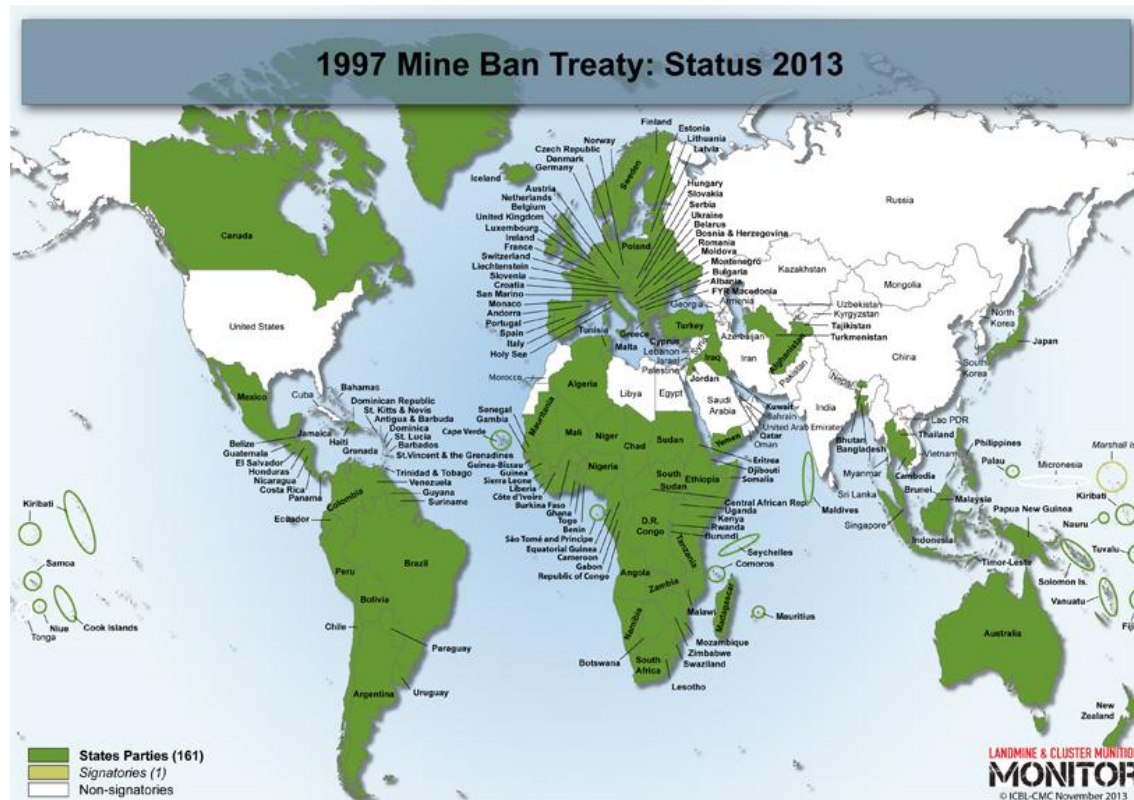 1997 Mine Ban Treaty: Status 2013
Finland
Estonia
Lithuania
Latvia
Norway
Czech Republic
Denmark
Germany
Sweden
Iceland
Austria
Netherlands
Belgium
United Kingdom
Luxembourg
Ireland
France
Switzerland
Liechtenstein
Slovenia
Croatia
San Marino
Monaco
Andorra
Portugal
Spain
Italy
Holy See
Poland
Hungary
Slovakia
Serbia
Ukraine
Belarus
Bosnia & Herzegovina
Romania
Moldova
Montenegro
Bulgaria
Albania
FYR Macedonia
Georgia
Armenia
Azerbaijan
Russia
Kazakhstan
Mongolia
Uzbekistan
Kyrgyzstan
Tajikistan
Turkmenistan
Afghanistan
China
North
Korea
South
Korea
Japan
Canada
United States
Mexico
Cuba
Bahamas
Dominican Republic
St. Kitts & Nevis
Antigua & Barbuda
Dominica
St. Lucia
Barbados
St.Vincent & the Grenadines
Trinidad & Tobago
Jamaica
Haiti
Grenada
Belize
Guatemala
El Salvador
Honduras
Nicaragua
Costa Rica
Panama
Venezuela
Guyana
Suriname
Colombia
Ecuador
Peru
Brazil
Bolivia
Chile
Paraguay
Argentina
Uruguay
Kiribati
Samoa
Tonga
Niue
Cook Islands
Tunisia
Malta
Greece
Cyprus
Turkey
Lebanon
Israel
Palestine
Syria
Iraq
Iran
Jordan
Morocco
Algeria
Libya
Egypt
Saudi
Arabia
Kuwait
Bahrain
United Arab Emirates
Qatar
Oman
Yemen
Pakistan
Nepal
India
Bhutan
Bangladesh
Myanmar
Sri Lanka
Maldives
Lao PDR
Thailand
Vietnam
Cambodia
Brunei
Singapore
Malaysia
Indonesia
Philippines
Palau
Micronesia
Marshall Is
Kiribati
Nauru
Tuvalu
Papua New Guinea
Timor-Leste
Solomon Is.
Vanuatu
Fiji
Australia
New
Zealand
Cape Verde
Senegal
Gambia
Mauritania
Mali
Niger
Chad
Sudan
Nigeria
Guinea-Bissau
Guinea
Sierra Leone
Liberia
Côte d'Ivoire
Burkina Faso
Ghana
Togo
Benin
São Tomé and Príncipe
Equatorial Guinea
Cameroon
Gabon
Republic of Congo
Eritrea
Djibouti
Somalia
Ethiopia
South
Sudan
Central African Rep.
Uganda
Kenya
Rwanda
Burundi
D.R.
Congo
Tanzania
Seychelles
Comoros
Angola
Zambia
Malawi
Madagascar
Mauritius
Mozambique
Zimbabwe
Swaziland
Namibia
Botswana
South
Africa
Lesotho
States Parties (161)
Signatories (1)
Non-signatories
LANDMINE & CLUSTER MUNITION
MONITOR
© ICBL-CMC November 2013